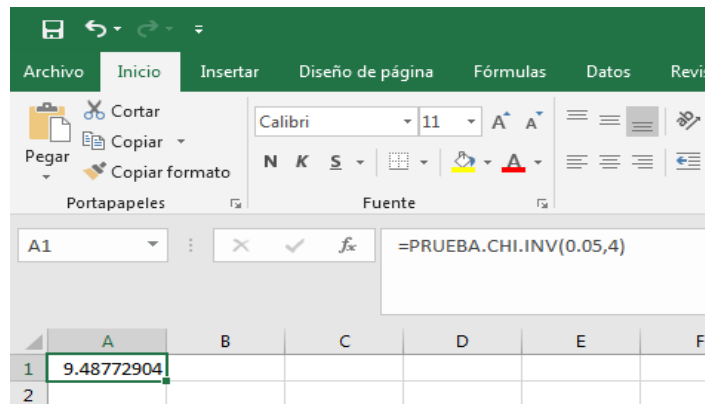 Archivo Inicio Insertar Diseño de página Fórmulas Datos Revi
Pegar
Cortar
Copiar
Copiar formato
Portapapeles
Calibri 11 A A
N K S A
Fuente
A1 fx =PRUEBA.CHI.INV(0.05,4)
A B C D E F
1 9.48772904
2